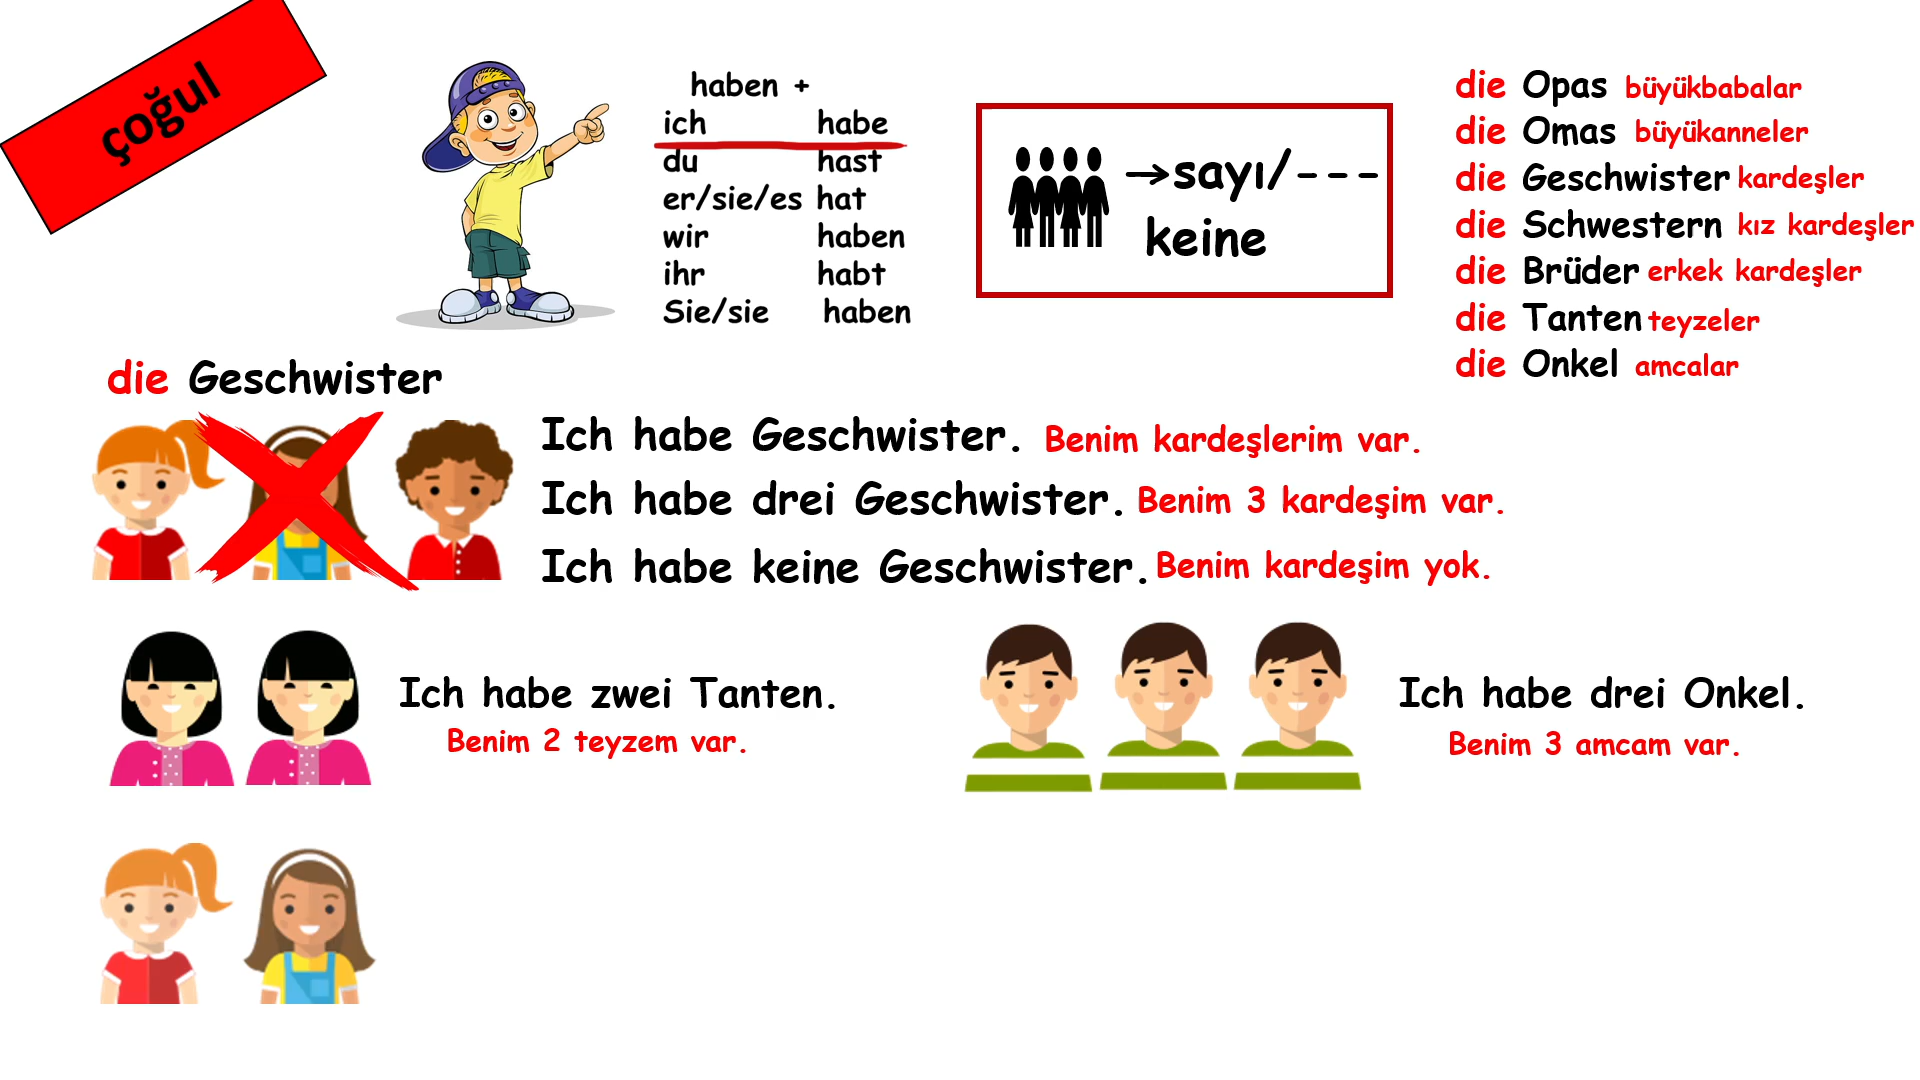 çoğul
haben +
ich habe
du hast
er/sie/es hat
wir haben
ihr habt
Sie/sie haben
→sayı/---
keine
die Opas büyükbabalar
die Omas büyükanneler
die Geschwister kardeşler
die Schwestern kız kardeşler
die Brüder erkek kardeşler
die Tanten teyzeler
die Onkel amcalar
die Geschwister
Ich habe Geschwister. Benim kardeşlerim var.
Ich habe drei Geschwister. Benim 3 kardeşim var.
Ich habe keine Geschwister. Benim kardeşim yok.
Ich habe zwei Tanten.
Benim 2 teyzem var.
Ich habe drei Onkel.
Benim 3 amcam var.